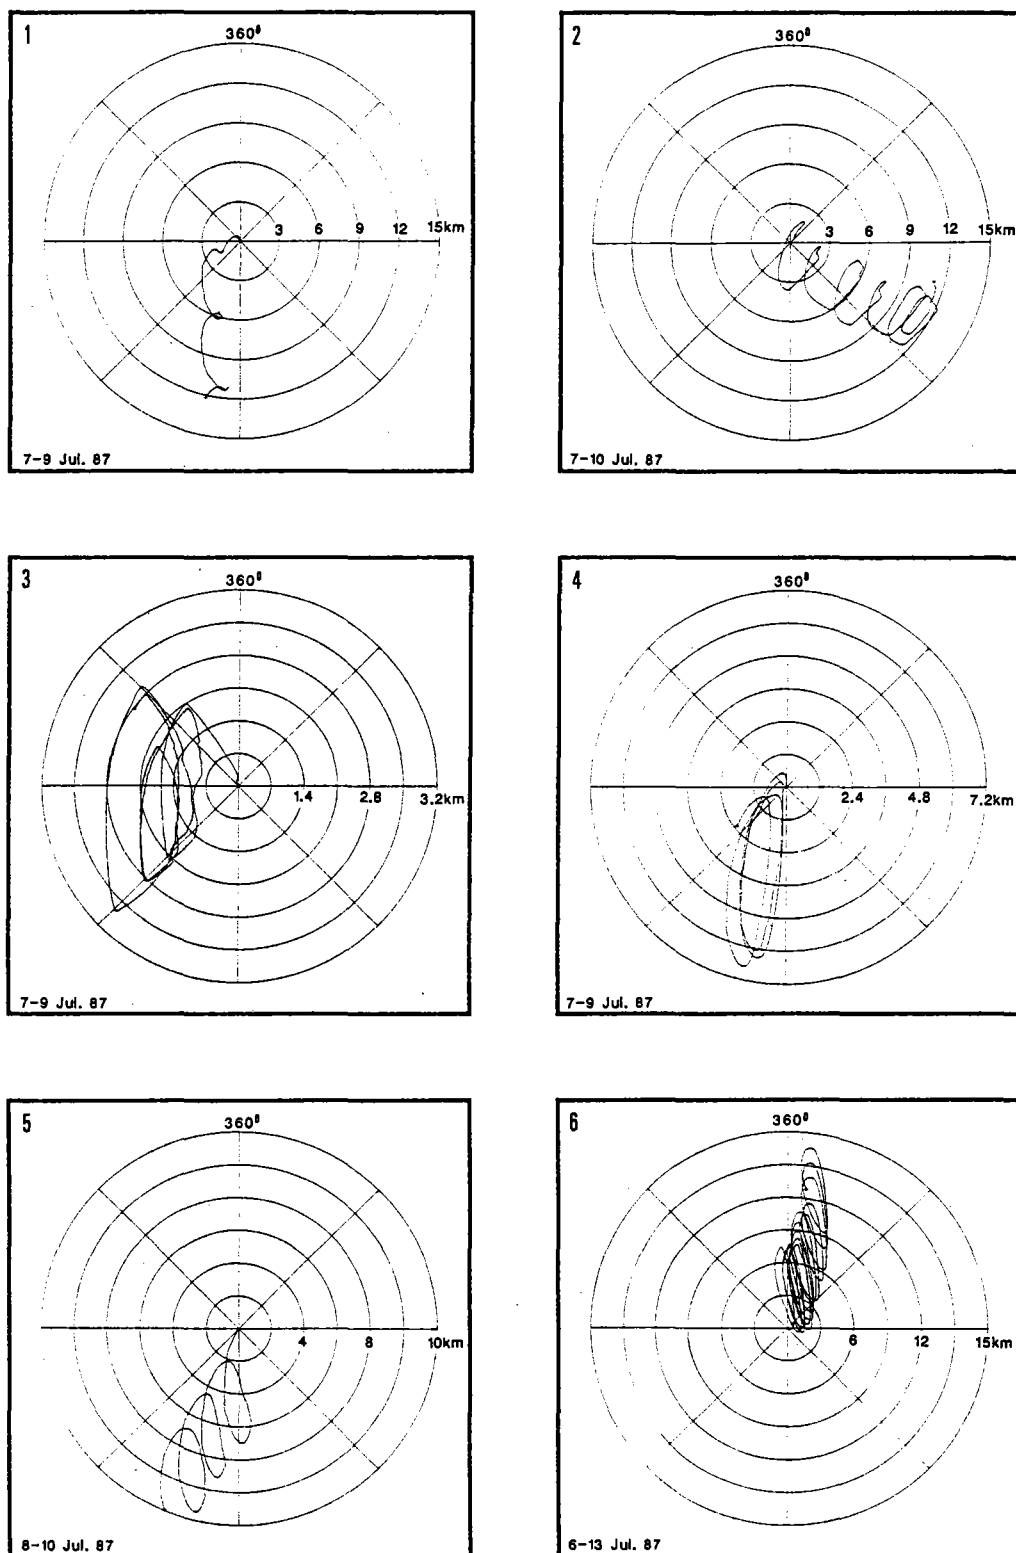 1
360°
3 6 9 12 15km
7-9 Jul. 87
2
360°
3 6 9 12 15km
7-10 Jul. 87
3
360°
1.4 2.8 3.2km
7-9 Jul. 87
4
360°
2.4 4.8 7.2km
7-9 Jul. 87
5
360°
4 8 10km
8-10 Jul. 87
6
360°
6 12 15km
6-13 Jul. 87